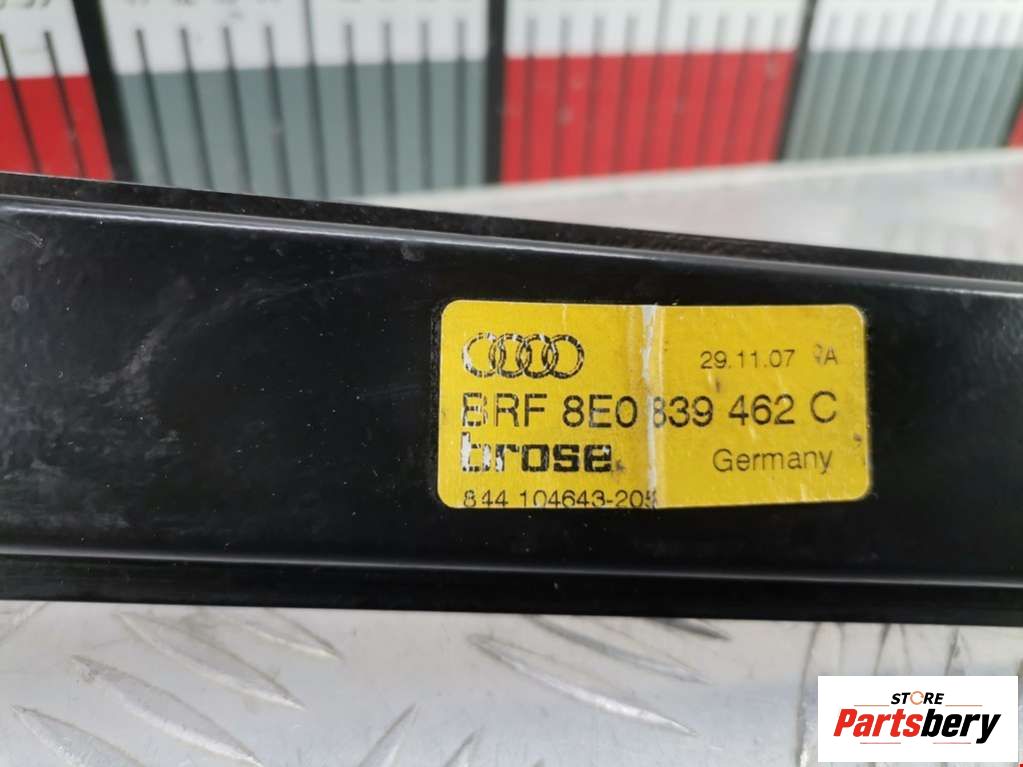 29.11.07 A
BRF 8E0 839 462 C
brose
Germany
844 104643-205
STORE
Partsbery